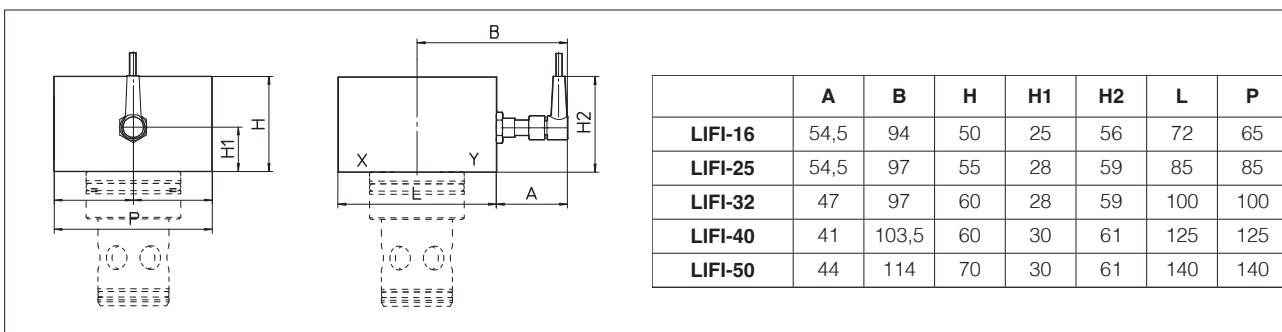 B
H
H1
H2
X
Y
L
A
P
A B H H1 H2 L P
LIFI-16 54,5 94 50 25 56 72 65
LIFI-25 54,5 97 55 28 59 85 85
LIFI-32 47 97 60 28 59 100 100
LIFI-40 41 103,5 60 30 61 125 125
LIFI-50 44 114 70 30 61 140 140